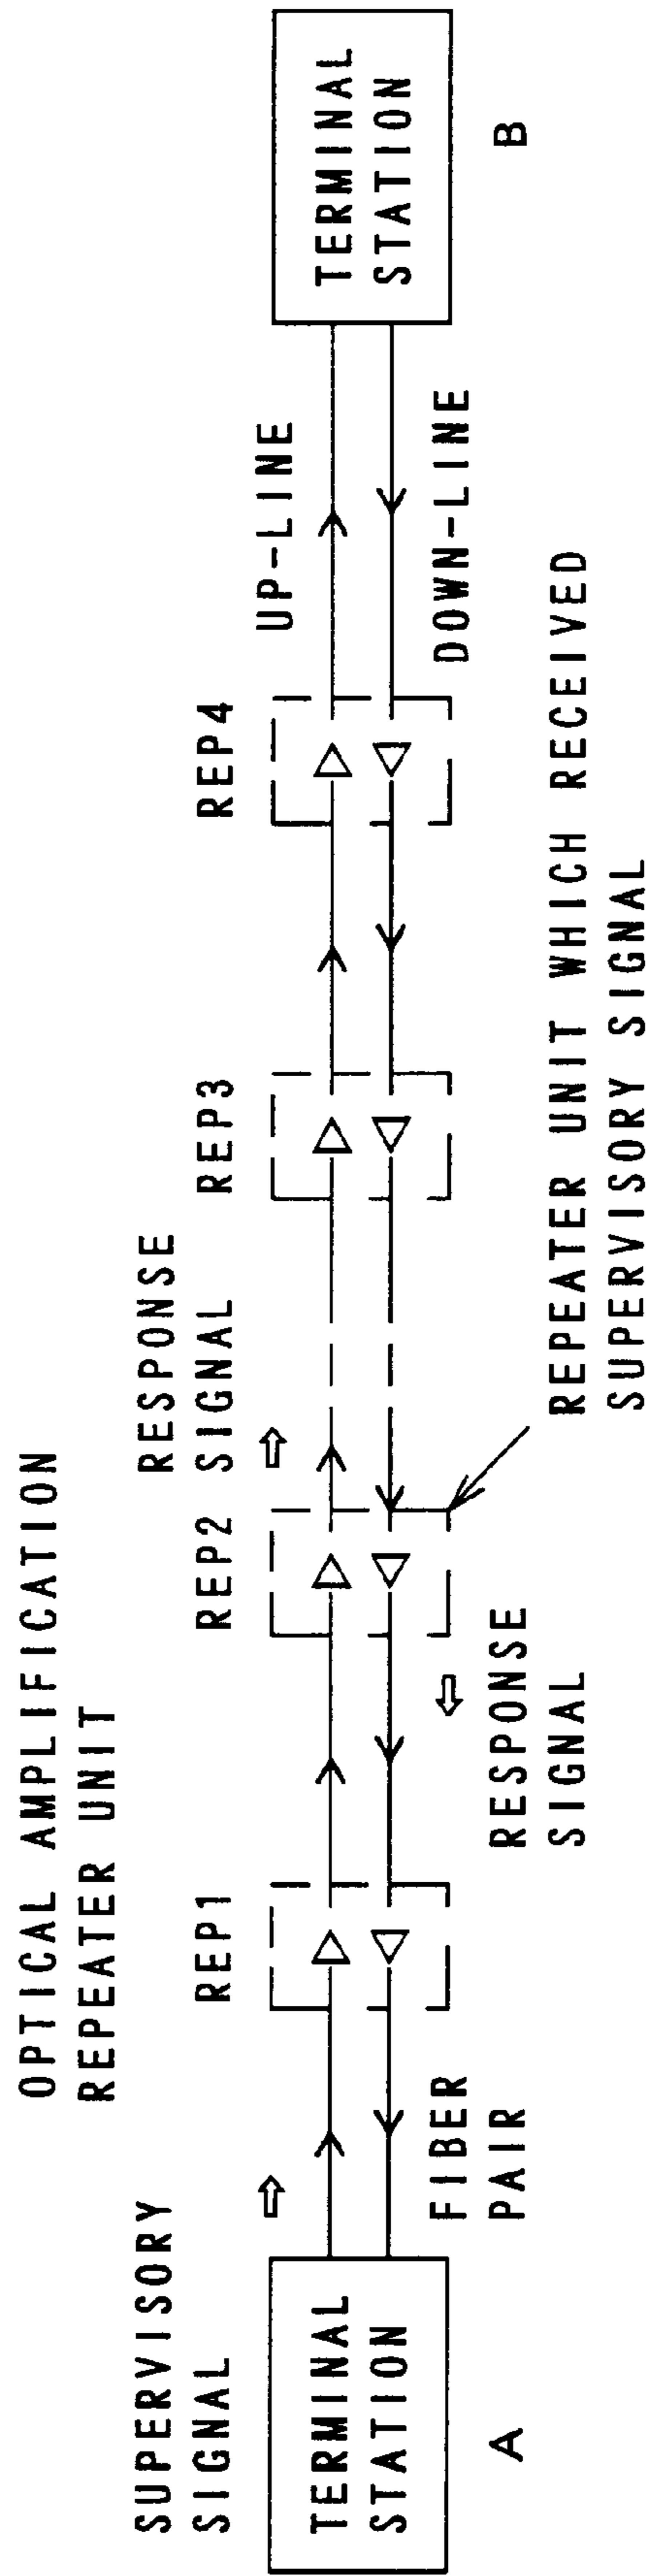 OPTICAL AMPLIFICATION
REPEATER UNIT
SUPERVISORY
SIGNAL
RESPONSE
SIGNAL
REP1
REP2
REP3
REP4
UP-LINE
TERMINAL
STATION
A
TERMINAL
STATION
B
FIBER
PAIR
RESPONSE
SIGNAL
DOWN-LINE
REPEATER UNIT WHICH RECEIVED
SUPERVISORY SIGNAL